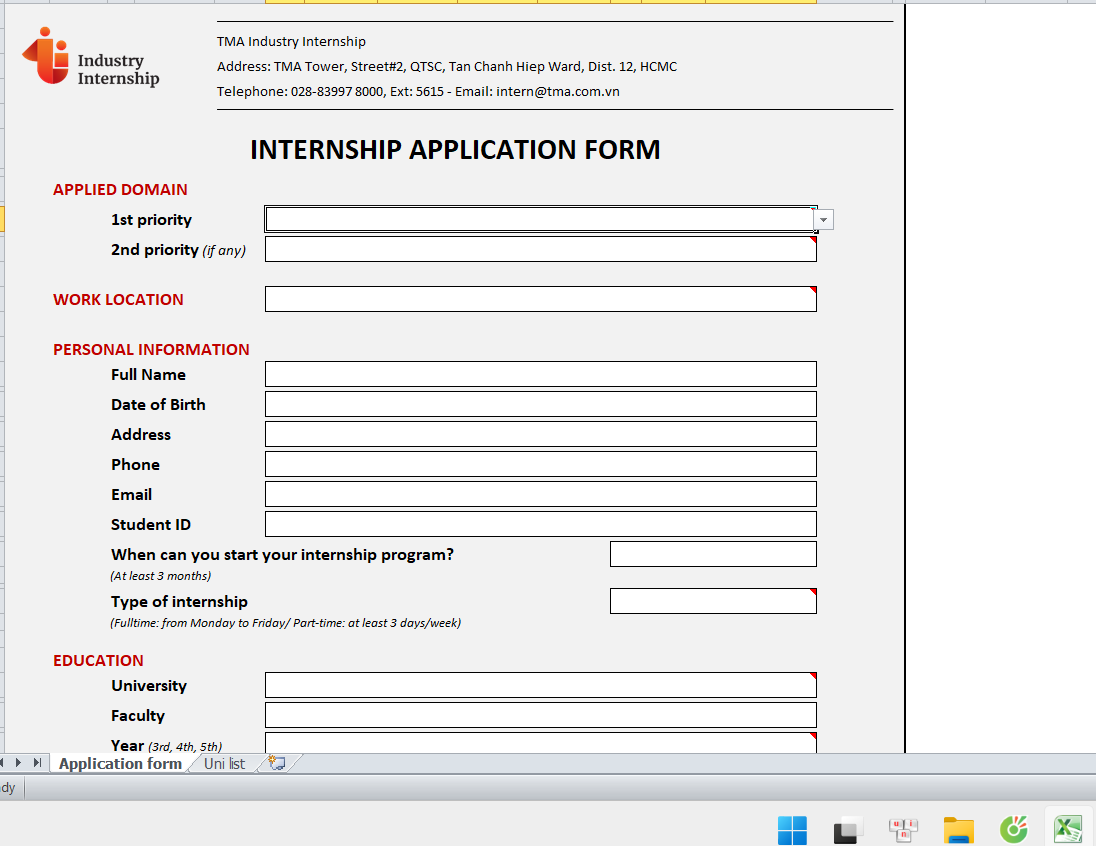 Industry
Internship
TMA Industry Internship
Address: TMA Tower, Street#2, QTSC, Tan Chanh Hiep Ward, Dist. 12, HCMC
Telephone: 028-83997 8000, Ext: 5615 - Email: intern@tma.com.vn
INTERNSHIP APPLICATION FORM
APPLIED DOMAIN
1st priority
2nd priority (if any)
WORK LOCATION
PERSONAL INFORMATION
Full Name
Date of Birth
Address
Phone
Email
Student ID
When can you start your internship program?
(At least 3 months)
Type of internship
(Fulltime: from Monday to Friday/ Part-time: at least 3 days/week)
EDUCATION
University
Faculty
Year (3rd, 4th, 5th)
Application form Uni list
dy
u n i